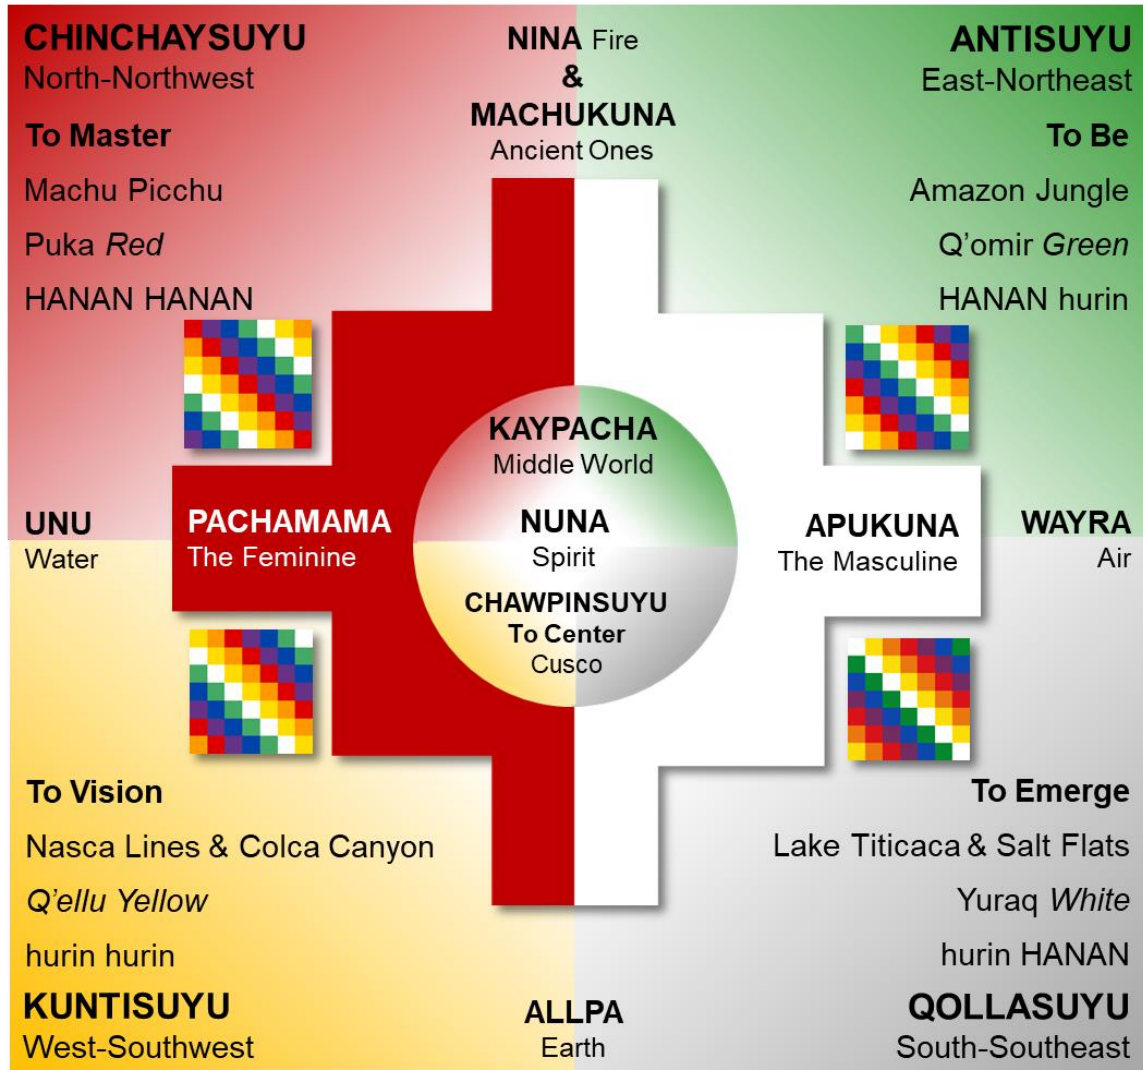 CHINCHAYSUYU
North-Northwest
To Master
Machu Picchu
Puka Red
HANAN HANAN
NINA Fire
&
MACHUKUNA
Ancient Ones
ANTISUYU
East-Northeast
To Be
Amazon Jungle
Q’omir Green
HANAN hurin
UNU
Water
PACHAMAMA
The Feminine
KAYPACHA
Middle World
NUNA
Spirit
CHAWPINSUYU
To Center
Cusco
APUKUNA
The Masculine
WAYRA
Air
To Vision
Nasca Lines & Colca Canyon
Q’ellu Yellow
hurin hurin
KUNTISUYU
West-Southwest
ALLPA
Earth
To Emerge
Lake Titicaca & Salt Flats
Yuraq White
hurin HANAN
QOLLASUYU
South-Southeast